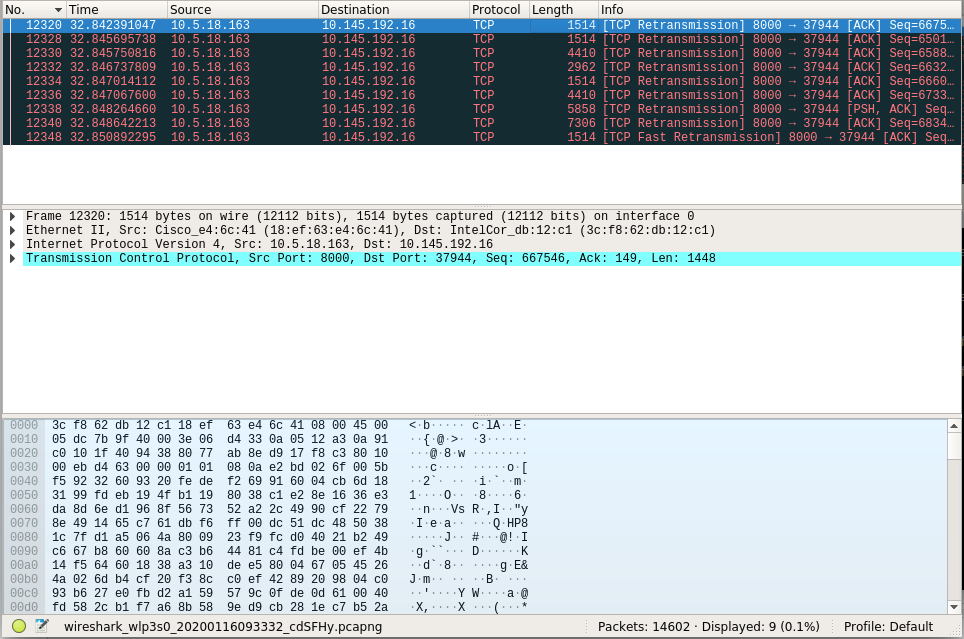 No. Time Source Destination Protocol Length Info
12320 32.842391047 10.5.18.163 10.145.192.16 TCP 1514 [TCP Retransmission] 8000 → 37944 [ACK] Seq=6675…
12328 32.845695738 10.5.18.163 10.145.192.16 TCP 1514 [TCP Retransmission] 8000 → 37944 [ACK] Seq=6501…
12330 32.845750816 10.5.18.163 10.145.192.16 TCP 4410 [TCP Retransmission] 8000 → 37944 [ACK] Seq=6588…
12332 32.846737809 10.5.18.163 10.145.192.16 TCP 2962 [TCP Retransmission] 8000 → 37944 [ACK] Seq=6632…
12334 32.847014112 10.5.18.163 10.145.192.16 TCP 1514 [TCP Retransmission] 8000 → 37944 [ACK] Seq=6660…
12336 32.847067600 10.5.18.163 10.145.192.16 TCP 4410 [TCP Retransmission] 8000 → 37944 [ACK] Seq=6733…
12338 32.848264660 10.5.18.163 10.145.192.16 TCP 5858 [TCP Retransmission] 8000 → 37944 [PSH, ACK] Seq…
12340 32.848642213 10.5.18.163 10.145.192.16 TCP 7306 [TCP Retransmission] 8000 → 37944 [ACK] Seq=6834…
12348 32.850892295 10.5.18.163 10.145.192.16 TCP 1514 [TCP Fast Retransmission] 8000 → 37944 [ACK] Seq…
Frame 12320: 1514 bytes on wire (12112 bits), 1514 bytes captured (12112 bits) on interface 0
Ethernet II, Src: Cisco_e4:6c:41 (18:ef:63:e4:6c:41), Dst: IntelCor_db:12:c1 (3c:f8:62:db:12:c1)
Internet Protocol Version 4, Src: 10.5.18.163, Dst: 10.145.192.16
Transmission Control Protocol, Src Port: 8000, Dst Port: 37944, Seq: 667546, Ack: 149, Len: 1448
0000 3c f8 62 db 12 c1 18 ef 63 e4 6c 41 08 00 45 00 <·b····· c·lA··E·
0010 05 dc 7b 9f 40 00 3e 06 d4 33 0a 05 12 a3 0a 91 ··{·@·>· ·3······
0020 c0 10 1f 40 94 38 80 77 ab 8e d9 17 f8 c3 80 10 ···@·8·w ········
0030 00 eb d4 63 00 00 01 01 08 0a e2 bd 02 6f 00 5b ···c···· ·····o·[
0040 f5 92 32 60 93 20 fe de f2 69 91 60 04 cb 6d 18 ··2`· ·· ·i·`··m·
0050 31 99 fd eb 19 4f b1 19 80 38 c1 e2 8e 16 36 e3 1····O·· ·8····6·
0060 da 8d 6e d1 96 8f 56 73 52 a2 2c 49 90 cf 22 79 ··n···Vs R·,I··"y
0070 8e 49 14 65 c7 61 db f6 ff 00 dc 51 dc 48 50 38 ·I·e·a·· ···Q·HP8
0080 1c 7f d1 a5 06 4a 80 09 23 f9 fc d0 40 21 b2 49 ·····J·· #···@!·I
0090 c6 67 b8 60 60 8a c3 b6 44 81 c4 fd be 00 ef 4b ·g·``··· D······K
00a0 14 f5 64 60 18 38 a3 10 de e5 80 04 67 05 45 26 ··d`·8·· ····g·E&
00b0 4a 02 6d b4 cf 20 f3 8c c0 ef 42 89 20 98 04 c0 J·m·· ·· ··B· ···
00c0 93 b6 27 e0 fb d2 a1 59 57 9c 0f de 0d 61 00 40 ··'····Y W····a·@
00d0 fd 58 2c b1 f7 a6 8b 58 9e d9 cb 28 1e c7 b5 2a ·X,····X ···(···*
wireshark_wlp3s0_20200116093332_cdSFHy.pcapng Packets: 14602 · Displayed: 9 (0.1%) Profile: Default